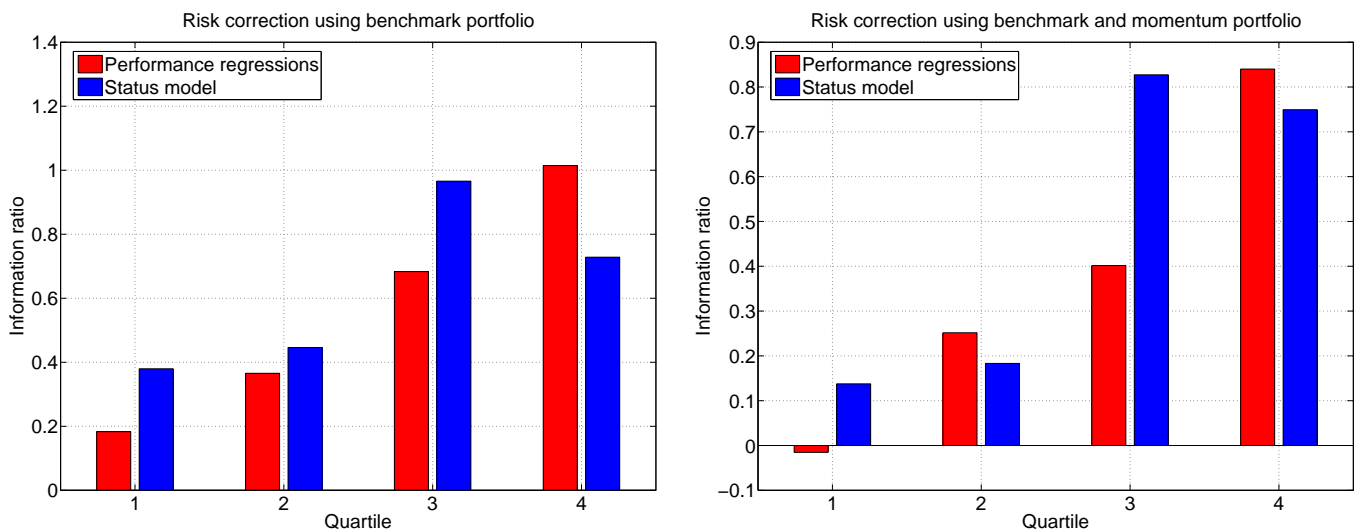 Risk correction using benchmark portfolio
1.4
1.2
1
0.8
0.6
0.4
0.2
0
Information ratio
Performance regressions
Status model
1
2
3
4
Quartile
Risk correction using benchmark and momentum portfolio
0.9
0.8
0.7
0.6
0.5
0.4
0.3
0.2
0.1
0
−0.1
Information ratio
Performance regressions
Status model
1
2
3
4
Quartile